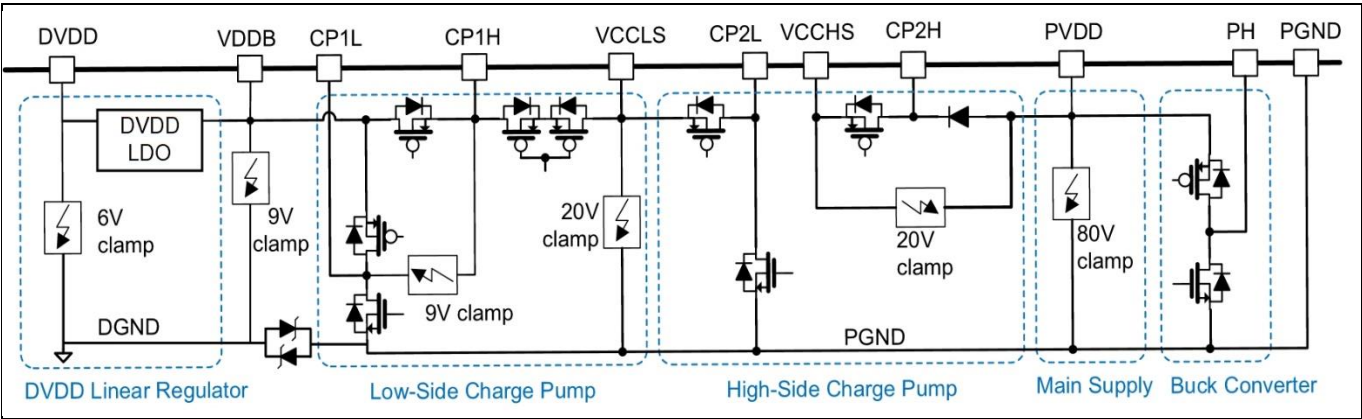 DVDD VDDB CP1L CP1H VCCLS CP2L VCCHS CP2H PVDD PH PGND
DVDD
LDO
6V
clamp
9V
clamp
20V
clamp
9V clamp
20V
clamp
80V
clamp
DGND
PGND
DVDD Linear Regulator
Low-Side Charge Pump
High-Side Charge Pump
Main Supply
Buck Converter